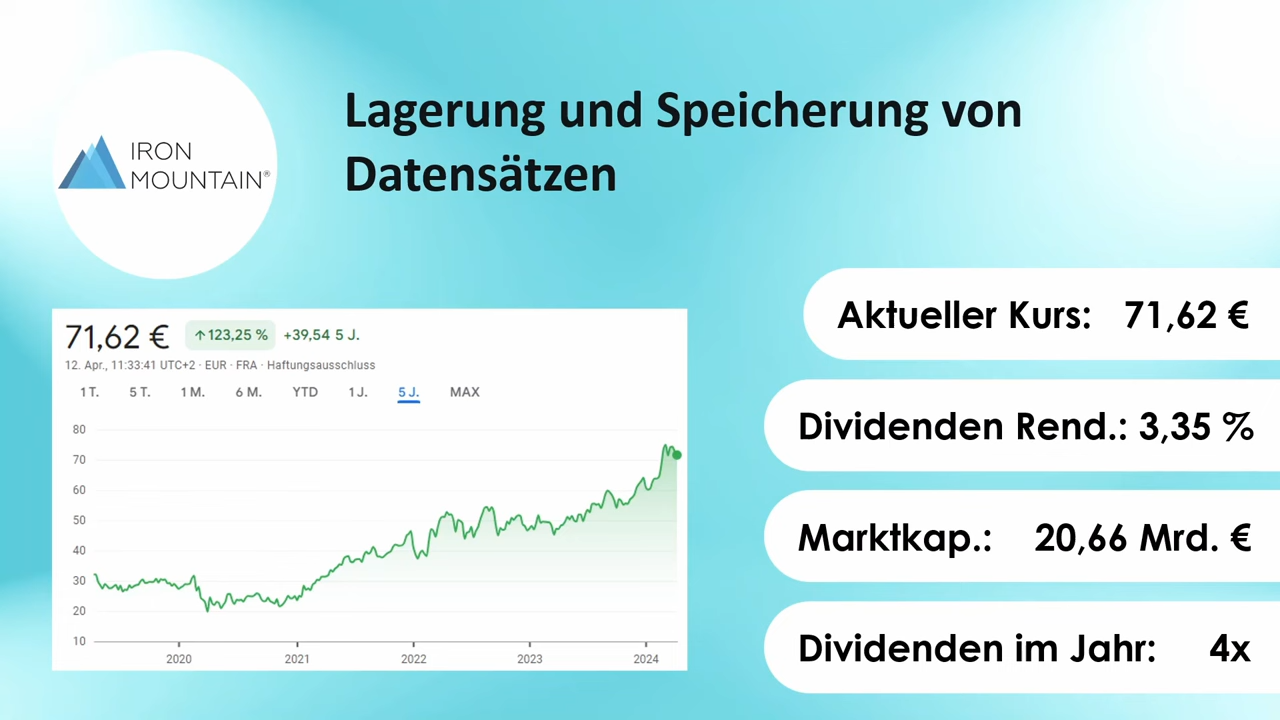 IRON
MOUNTAIN®
Lagerung und Speicherung von
Datensätzen
71,62 € ↑123,25 % +39,54 5 J.
12. Apr., 11:33:41 UTC+2 · EUR · FRA · Haftungsausschluss
1 T. 5 T. 1 M. 6 M. YTD 1 J. 5 J. MAX
80
70
60
50
40
30
20
10
2020 2021 2022 2023 2024
Aktueller Kurs: 71,62 €
Dividenden Rend.: 3,35 %
Marktkap.: 20,66 Mrd. €
Dividenden im Jahr: 4x